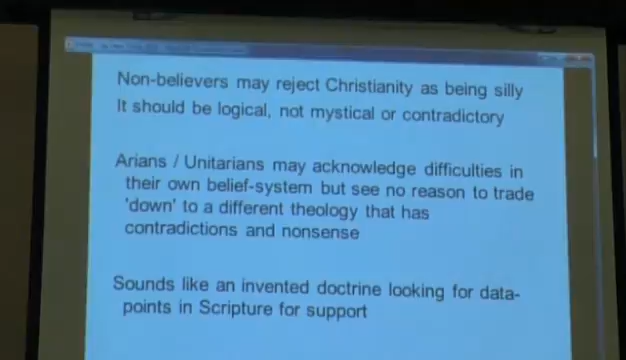 Non-believers may reject Christianity as being silly
It should be logical, not mystical or contradictory
Arians / Unitarians may acknowledge difficulties in
their own belief-system but see no reason to trade
'down' to a different theology that has
contradictions and nonsense
Sounds like an invented doctrine looking for data-
points in Scripture for support